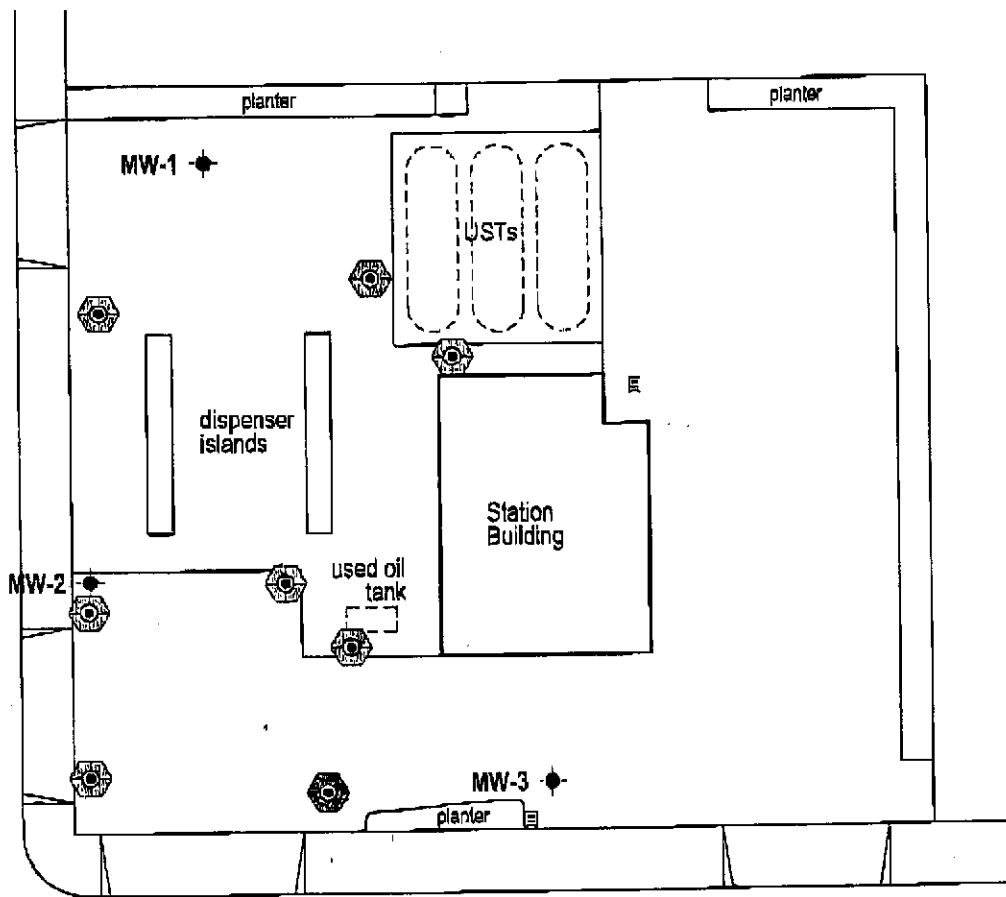 planter
planter
MW-1
USTs
dispenser
islands
Station
Building
used oil
tank
MW-2
MW-3
planter